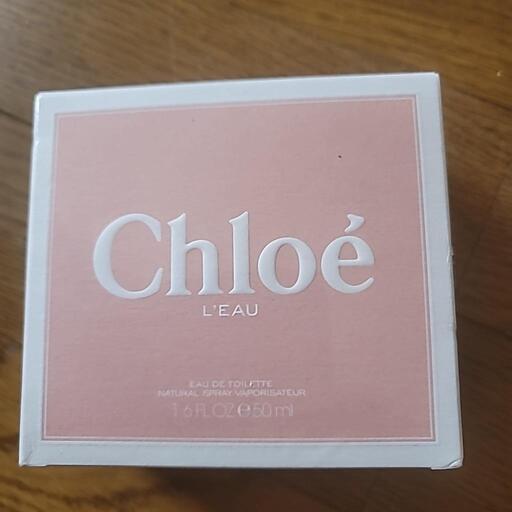 Chloé
L'EAU
EAU DE TOILETTE
NATURAL SPRAY VAPORISATEUR
1.6 FL.OZ ℮ 50 ml